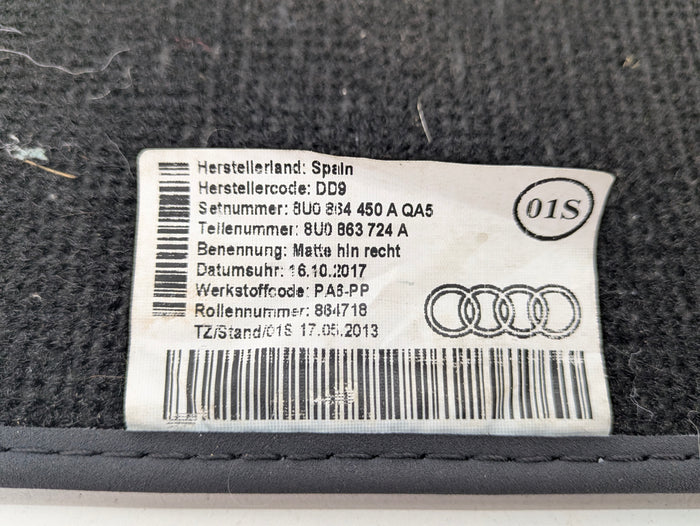 Herstellerland: Spain
Herstellercode: DD9
Setnummer: 8U0 864 450 A QA5
Teilenummer: 8U0 863 724 A
Benennung: Matte hin recht
Datumsuhr: 16.10.2017
Werkstoffcode: PA6-PP
Rollennummer: 864718
TZ/Stand/01S 17.05.2013
01S